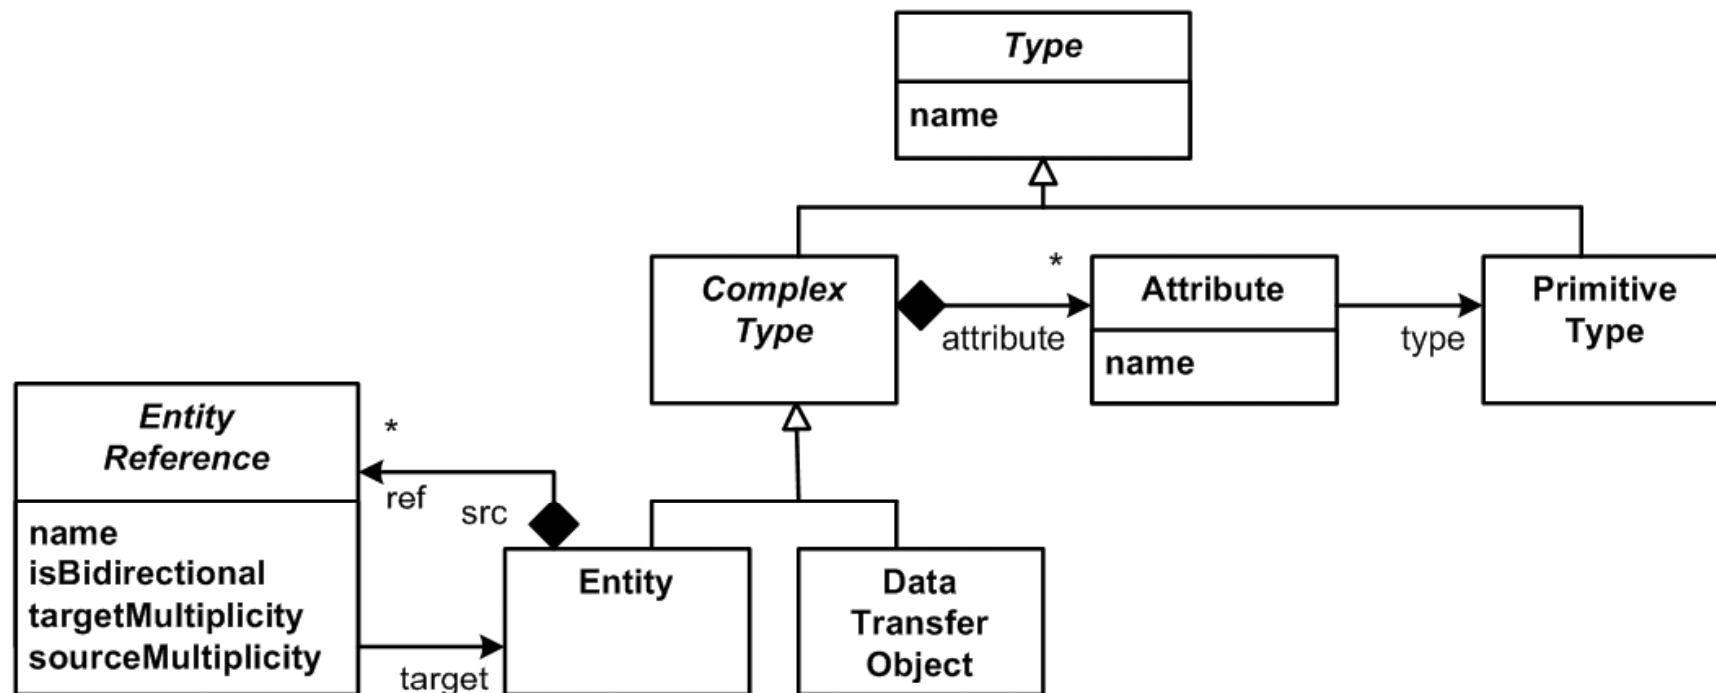 Type
name
Complex
Type
*
attribute
Attribute
name
type
Primitive
Type
Entity
Reference
*
ref
src
name
isBidirectional
targetMultiplicity
sourceMultiplicity
target
Entity
Data
Transfer
Object